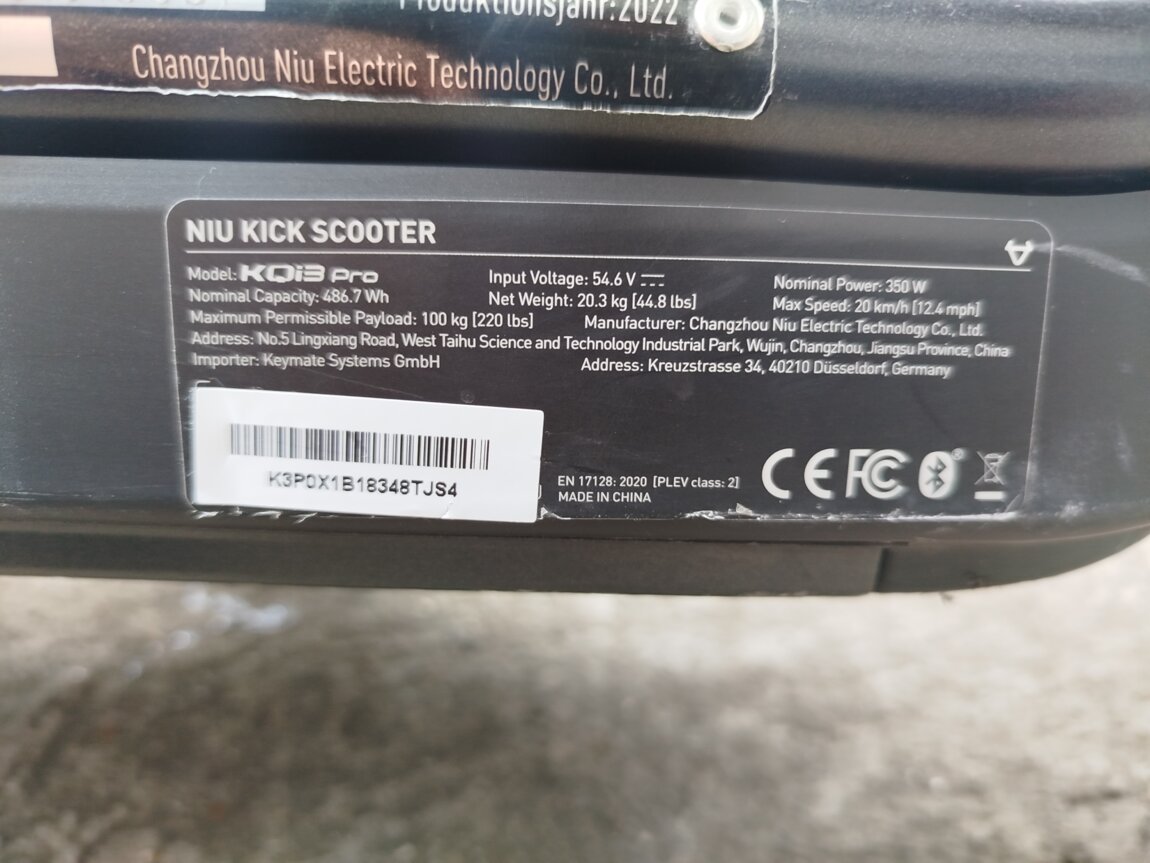 Produktionsjahr:2022
Changzhou Niu Electric Technology Co., Ltd.
NIU KICK SCOOTER
Model: KQi3 Pro Input Voltage: 54.6 V Nominal Power: 350 W
Nominal Capacity: 486.7 Wh Net Weight: 20.3 kg [44.8 lbs] Max Speed: 20 km/h [12.4 mph]
Maximum Permissible Payload: 100 kg [220 lbs] Manufacturer: Changzhou Niu Electric Technology Co., Ltd.
Address: No.5 Lingxiang Road, West Taihu Science and Technology Industrial Park, Wujin, Changzhou, Jiangsu Province, China
Importer: Keymate Systems GmbH Address: Kreuzstrasse 34, 40210 Düsseldorf, Germany
K3P0X1B18348TJS4
EN 17128: 2020 [PLEV class: 2]
MADE IN CHINA
CE FC